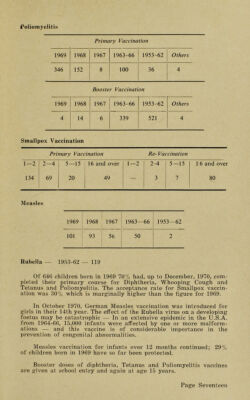 Poliomyelitis
Primary Vaccination
1969 1968 1967 1963-66 1953-62 Others
346 152 8 100 36 4
Booster Vaccination
1969 1968 1967 1963-66 1953-62 Others
4 14 6 339 521 4
Smallpox Vaccination
Primary Vaccination Re-Vaccination
1—2 2—4 5—15 16 and over 1—2 2-4 5—15 16 and over
134 69 20 49 — 3 7 80
Measles
1969 1968 1967 1963—66 1953—62
101 93 56 50 2
Rubella — 1953-62 — 119
Of 646 children born in 1969 70% had, up to December, 1970, com-
pleted their primary course for Diphtheria, Whooping Cough and
Tetanus and Poliomyelitis. The acceptance rate for Smallpox vaccin-
ation was 30% which is marginally higher than the figure for 1969.
In October 1970, German Measles vaccination was introduced for
girls in their 14th year. The effect of the Rubella virus on a developing
foetus may be catastrophic — In an extensive epidemic in the U.S.A.
from 1964-66, 15,000 infants were affected by one or more malform-
ations — and this vaccine is of considerable importance in the
prevention of congenital abnormalities.
Measles vaccination for infants over 12 months continued; 29%
of children born in 1969 have so far been protected.
Booster doses of diphtheria, Tetanus and Poliomyelitis vaccines
are given at school entry and again at age 15 years.
Page Seventeen